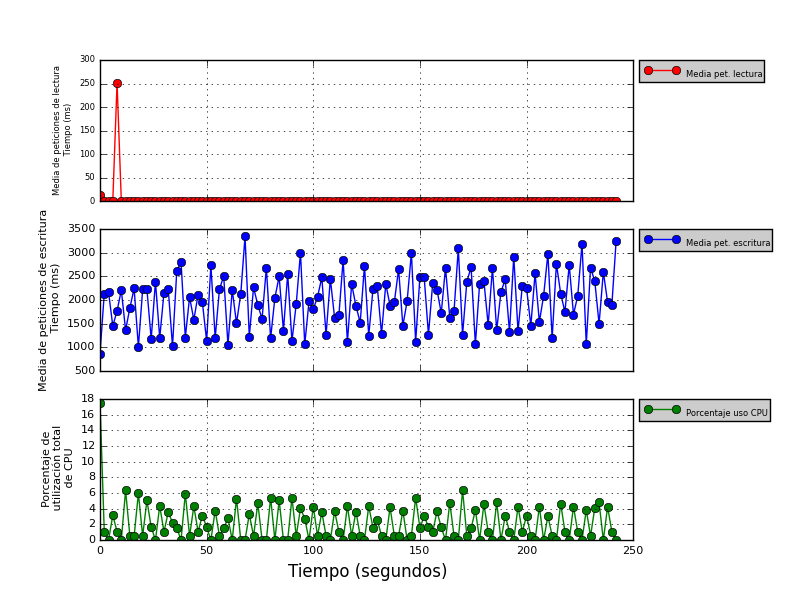 300
250
200
150
100
50
0
Media de peticiones de lectura
Tiempo (ms)
Media pet. lectura
3500
3000
2500
2000
1500
1000
500
Media de peticiones de escritura
Tiempo (ms)
Media pet. escritura
18
16
14
12
10
8
6
4
2
0
Porcentaje de
utilización total
de CPU
Porcentaje uso CPU
0 50 100 150 200 250
Tiempo (segundos)